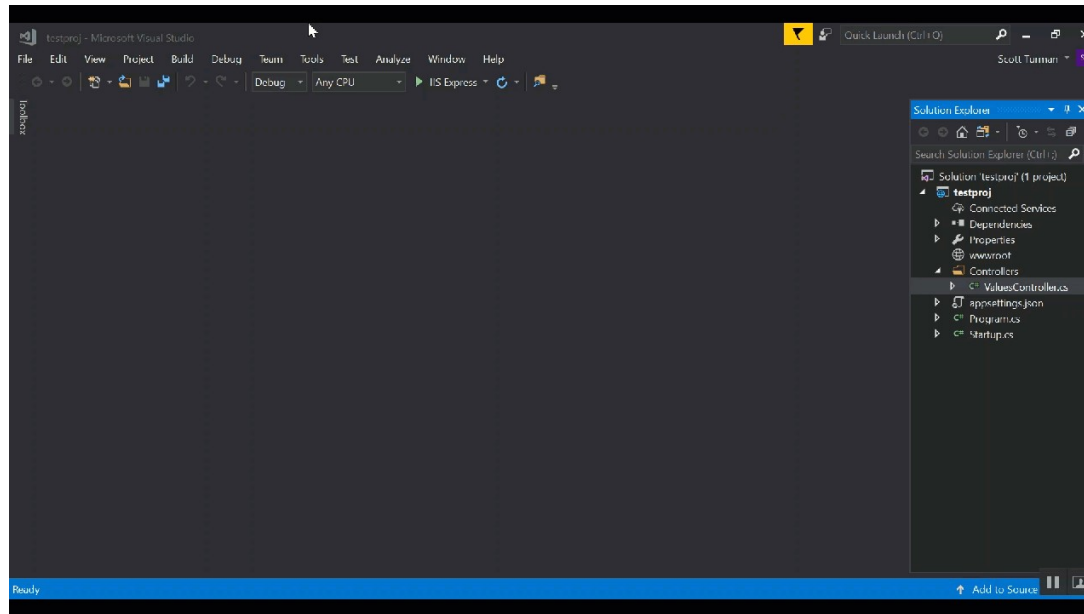 testproj - Microsoft Visual Studio
Quick Launch (Ctrl+Q)
File Edit View Project Build Debug Team Tools Test Analyze Window Help
Scott Turman
Debug Any CPU IIS Express
Toolbox
Solution Explorer
Search Solution Explorer (Ctrl+;)
Solution 'testproj' (1 project)
testproj
Connected Services
Dependencies
Properties
wwwroot
Controllers
C# ValuesController.cs
appsettings.json
C# Program.cs
C# Startup.cs
Ready
Add to Source